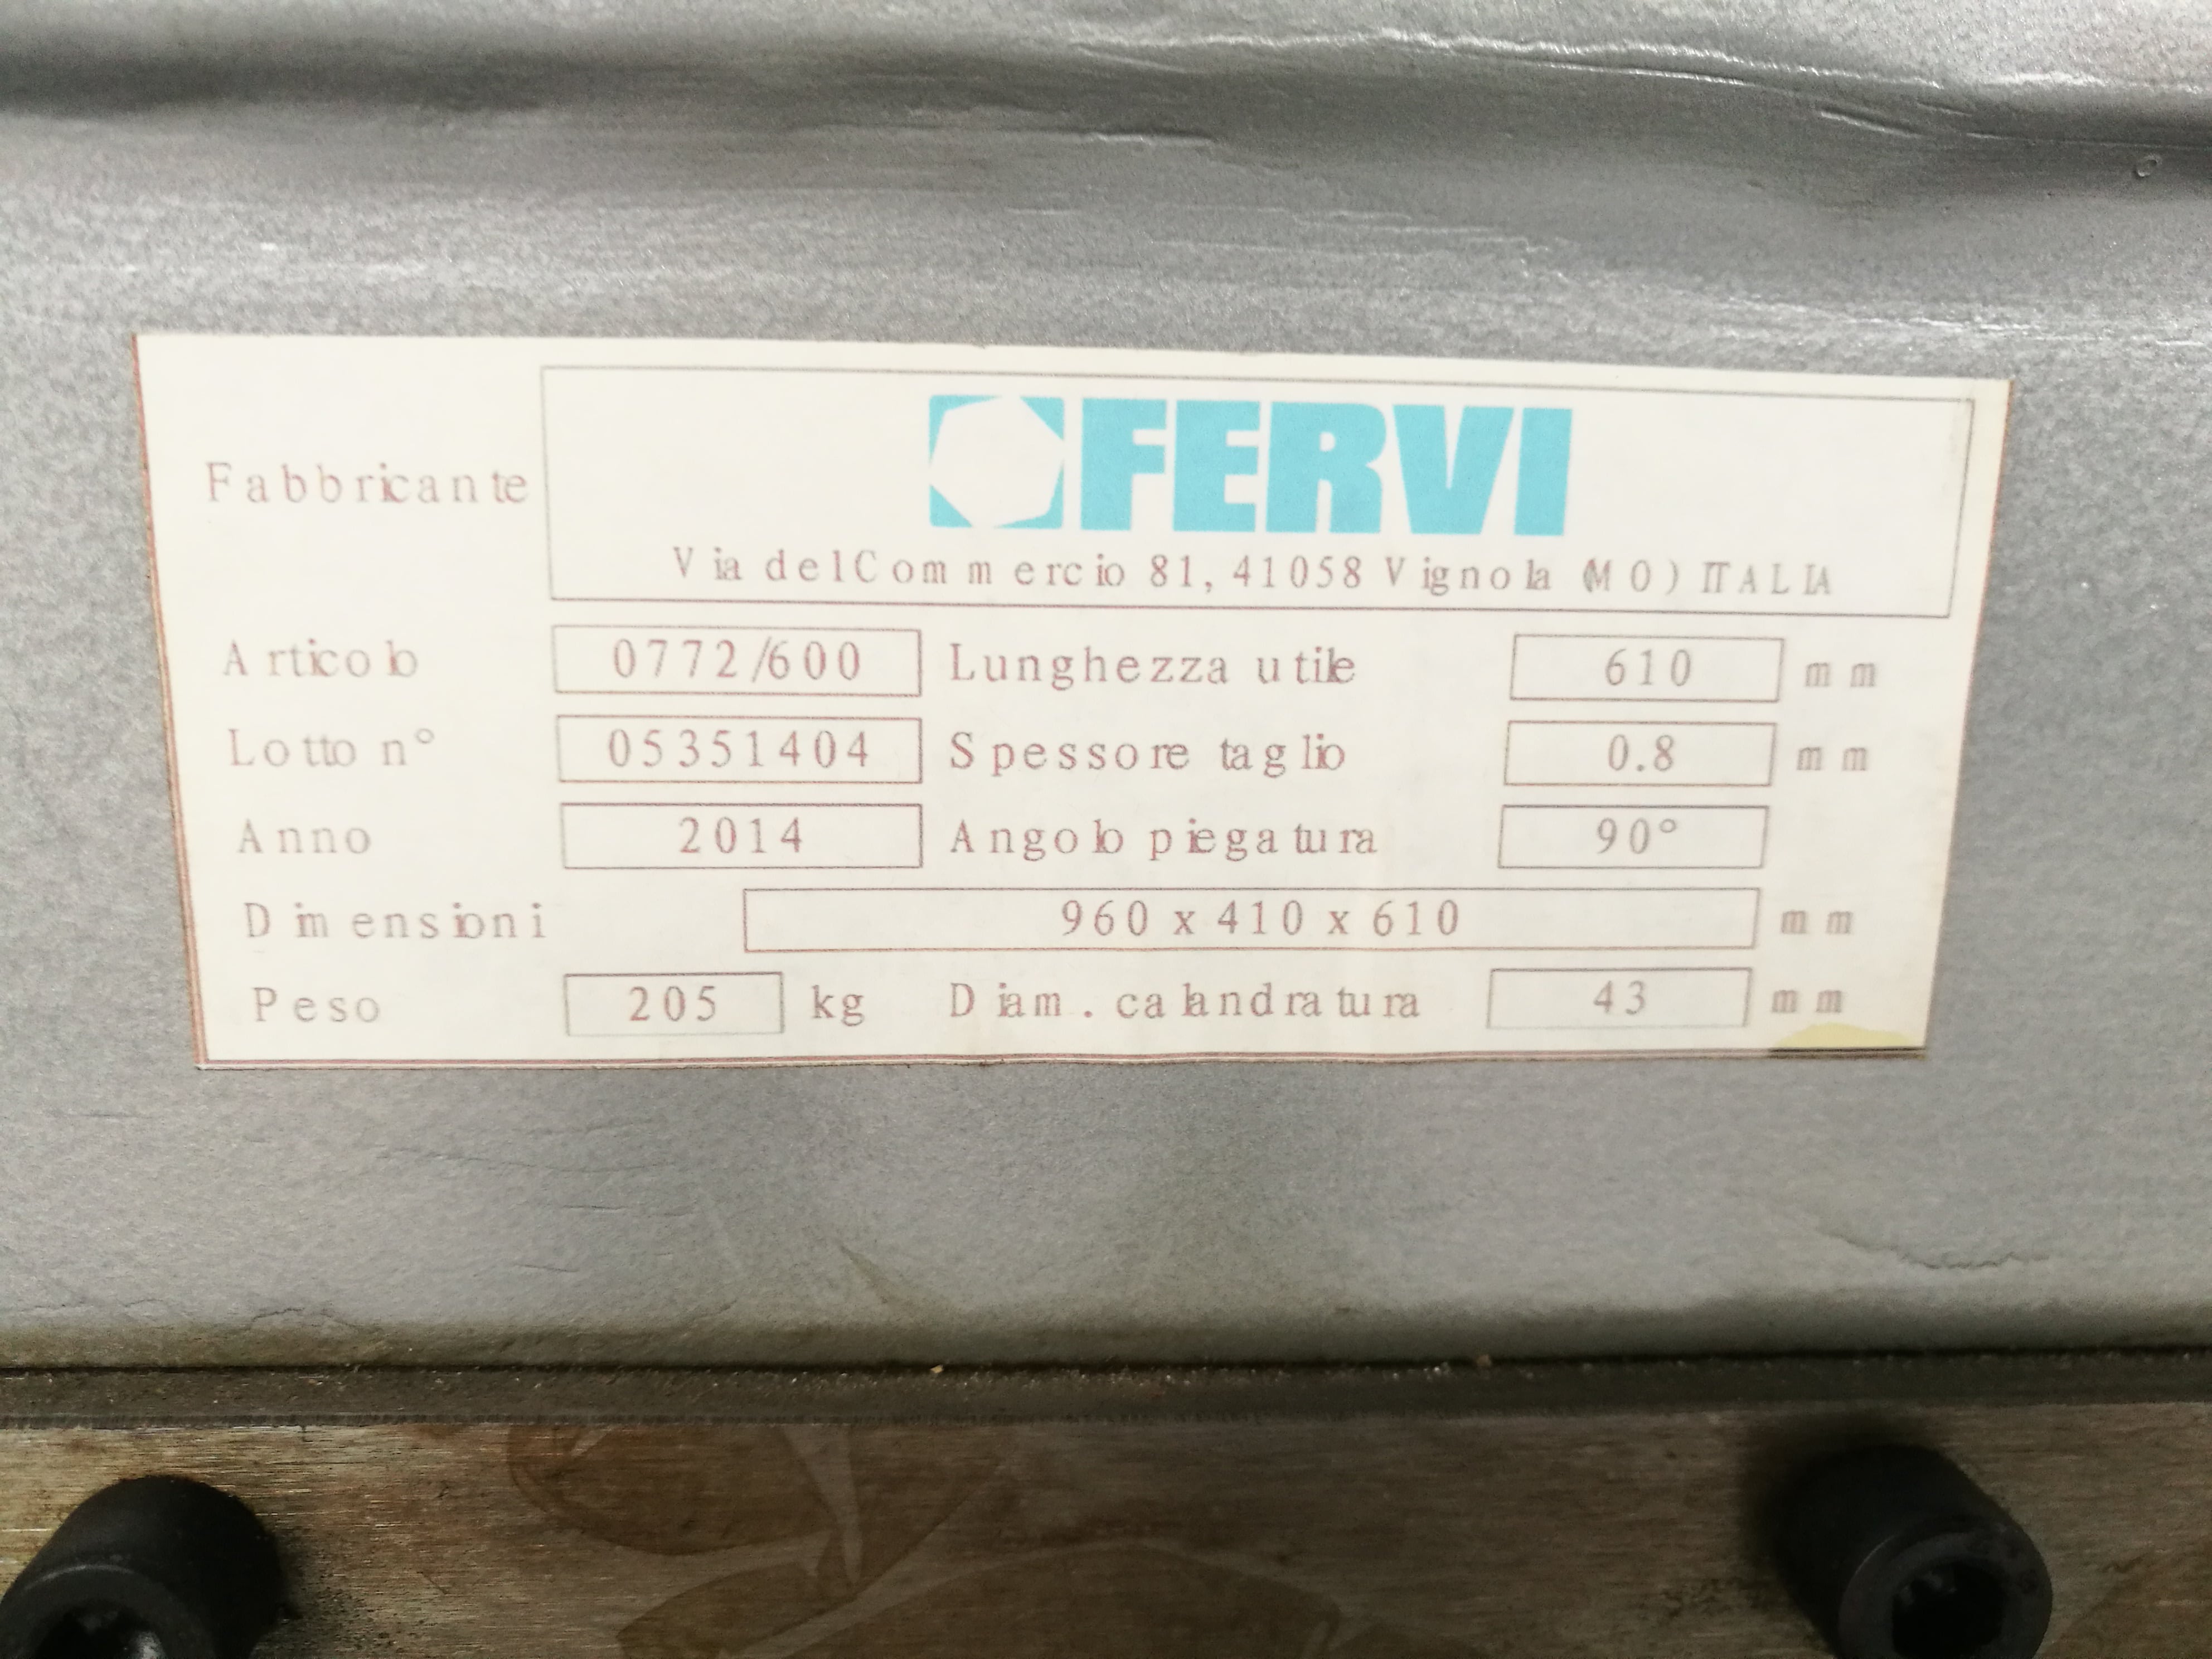 Fabbricante
FERVI
Via del Commercio 81, 41058 Vignola (MO) ITALIA
Articolo 0772/600 Lunghezza utile 610 mm
Lotto n° 05351404 Spessore taglio 0.8 mm
Anno 2014 Angolo piegatura 90°
Dimensioni 960 x 410 x 610 mm
Peso 205 kg Diam. calandratura 43 mm